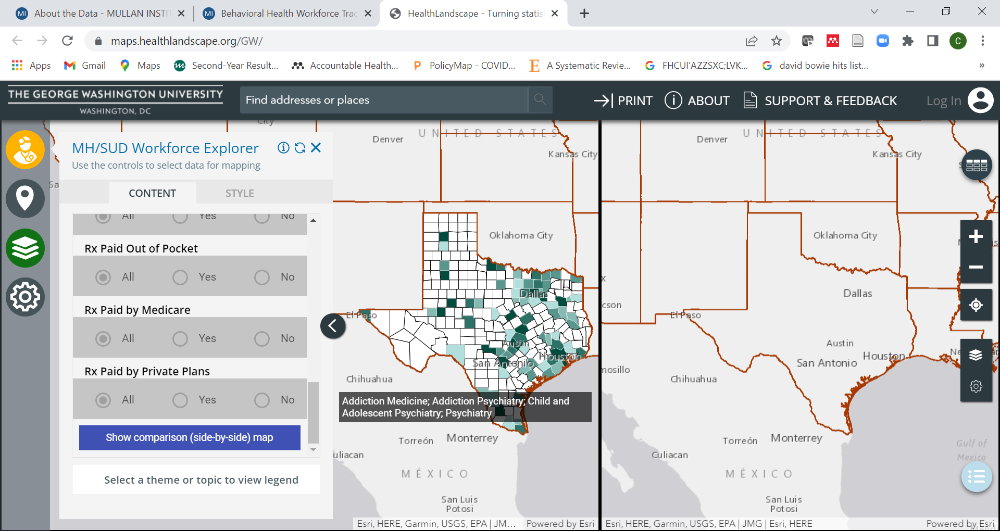 MI About the Data - MULLAN INSTIT
MI Behavioral Health Workforce Trac
HealthLandscape - Turning statis
maps.healthlandscape.org/GW/
C
Apps
Gmail
Maps
Second-Year Result...
Accountable Health...
PolicyMap - COVID...
A Systematic Revie...
FHCUI'AZZSXC;LVK...
david bowie hits list...
»
THE GEORGE WASHINGTON UNIVERSITY
WASHINGTON, DC
Find addresses or places
PRINT
ABOUT
SUPPORT & FEEDBACK
Log In
MH/SUD Workforce Explorer
Use the controls to select data for mapping
CONTENT
STYLE
All Yes No
Rx Paid Out of Pocket
All Yes No
Rx Paid by Medicare
All Yes No
Rx Paid by Private Plans
All Yes No
Show comparison (side-by-side) map
Select a theme or topic to view legend
City
UNITED STATES
Denver
Kansas City
Sa
Oklahoma City
Dallas
El Paso
Austin
San Antonio
Houston
Chihuahua
Addiction Medicine; Addiction Psychiatry; Child and
Adolescent Psychiatry; Psychiatry
Torreón
Monterrey
uliacan
MÉXICO
San Luis
Potosi
Esri, HERE, Garmin, USGS, EPA | JM...
Powered by Esri
UNITED STATES
Denver
Kansas City
Oklahoma City
Dallas
cson
El Paso
Austin
San Antonio
Houston
Ne
mosillo
Chihuahua
Torreón
Monterrey
Culiacan
Gulf of
Mexico
MÉXICO
San Luis
Potosi
Esri, HERE, Garmin, USGS, EPA | JMG | Esri, HERE
Powered by Esri